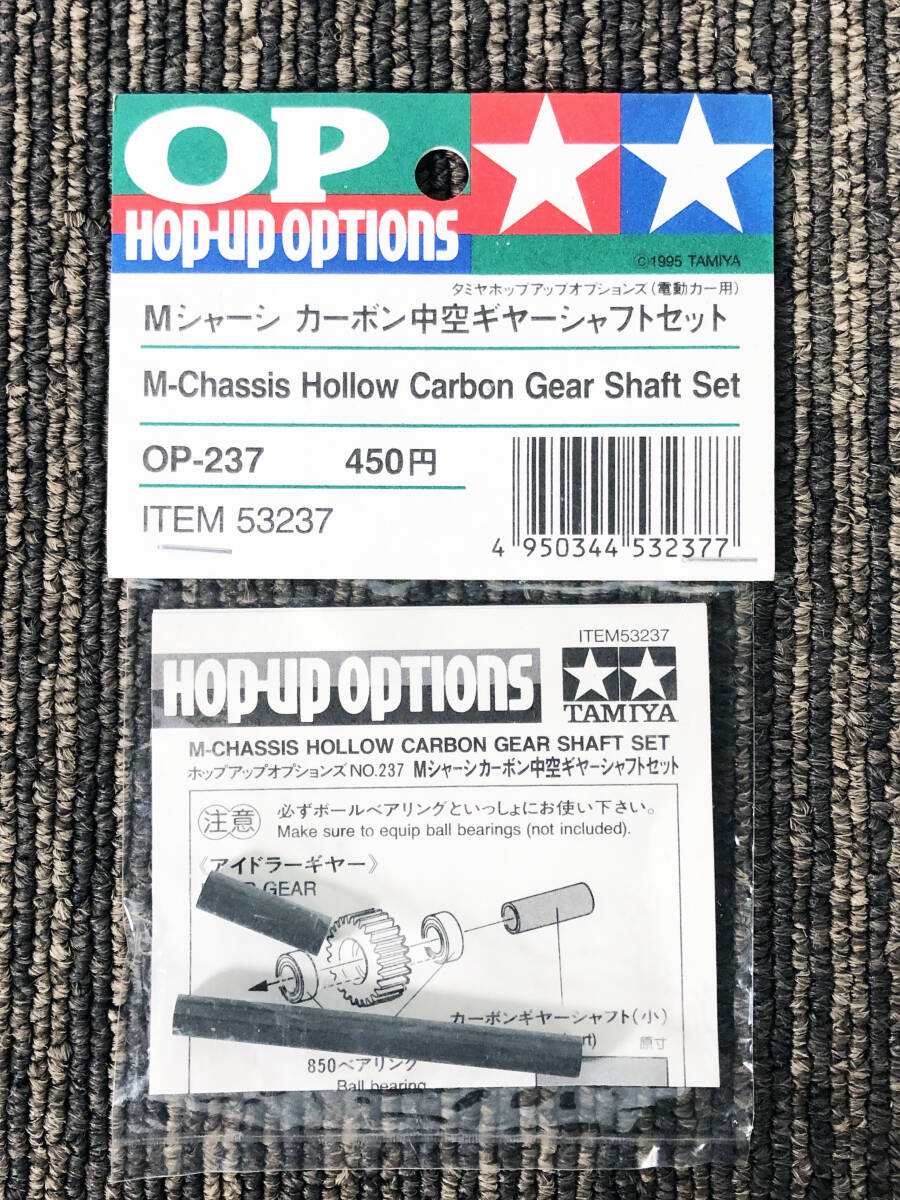 OP
HOP-UP OPTIONS
©1995 TAMIYA
タミヤホップアップオプションズ(電動カー用)
Mシャーシ カーボン中空ギヤーシャフトセット
M-Chassis Hollow Carbon Gear Shaft Set
OP-237 450円
ITEM 53237
4 950344 532377
ITEM53237
HOP-UP OPTIONS
TAMIYA
M-CHASSIS HOLLOW CARBON GEAR SHAFT SET
ホップアップオプションズNO.237 Mシャーシカーボン中空ギヤーシャフトセット
注意 必ずボールベアリングといっしょにお使い下さい。
Make sure to equip ball bearings (not included).
《アイドラーギヤー》
GEAR
カーボンギヤーシャフト(小)
原寸
850ベアリング
Ball bearing